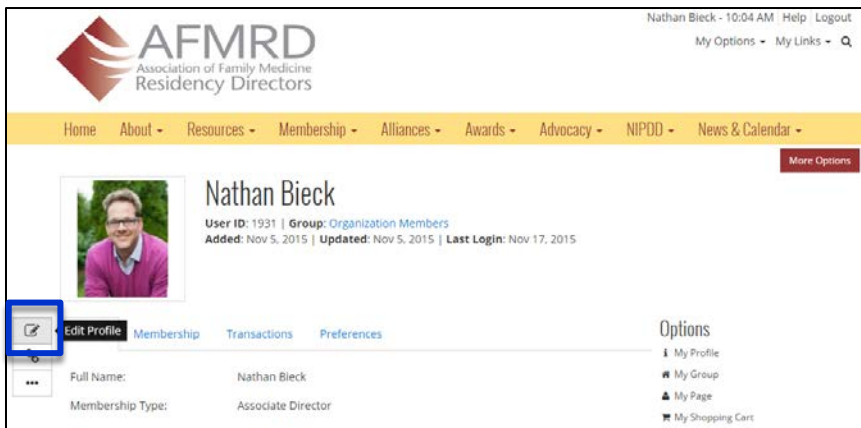 Nathan Bieck - 10:04 AM Help Logout
My Options My Links
AFMRD
Association of Family Medicine
Residency Directors
Home About Resources Membership Alliances Awards Advocacy NIPDD News & Calendar
More Options
Nathan Bieck
User ID: 1931 | Group: Organization Members
Added: Nov 5, 2015 | Updated: Nov 5, 2015 | Last Login: Nov 17, 2015
Edit Profile Membership Transactions Preferences
Options
My Profile
Full Name: Nathan Bieck
My Group
My Page
Membership Type: Associate Director
My Shopping Cart